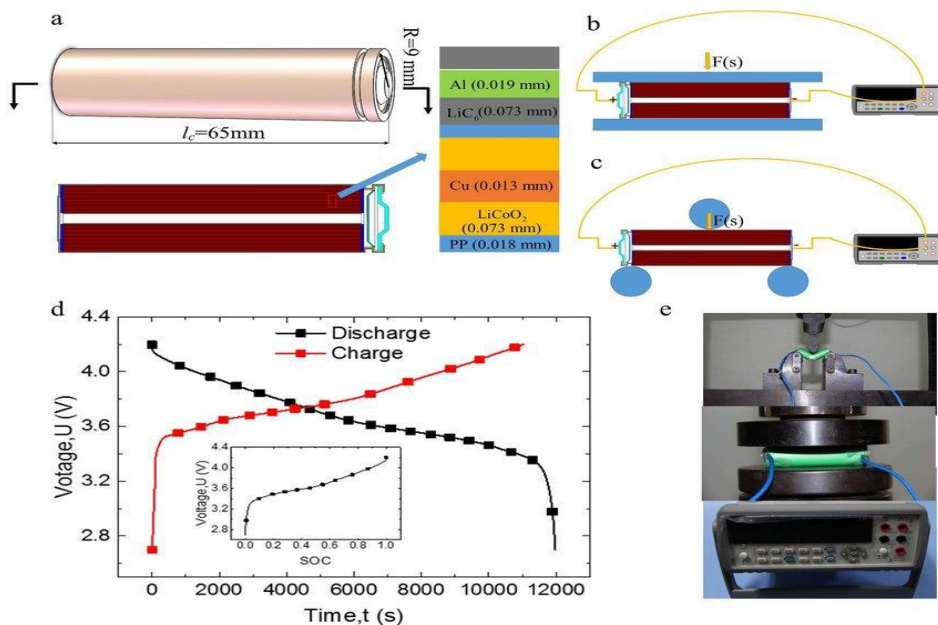 a
R=9 mm
l_c=65mm
Al (0.019 mm)
LiC6(0.073 mm)
Cu (0.013 mm)
LiCoO2
(0.073 mm)
PP (0.018 mm)
b
F(s)
+
-
c
F(s)
+
-
d
4.4
4.0
3.6
3.2
2.8
Votage,U (V)
Discharge
Charge
4.4
4.0
3.6
3.2
2.8
Voltage,U (V)
0.0 0.2 0.4 0.6 0.8 1.0
SOC
0 2000 4000 6000 8000 10000 12000
Time,t (s)
e